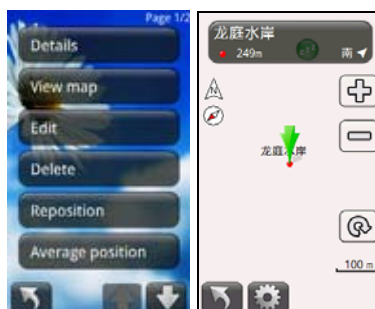 Page 1/2
Details
View map
Edit
Delete
Reposition
Average position
龙庭水岸
249m
南
N
龙庭水岸
100 m